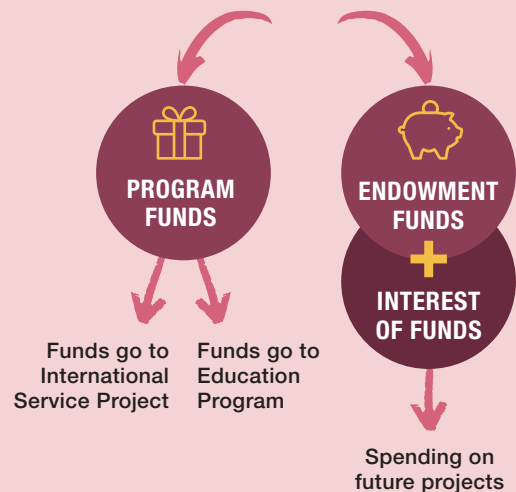 PROGRAM
FUNDS
ENDOWMENT
FUNDS
INTEREST
OF FUNDS
Funds go to
International
Service Project
Funds go to
Education
Program
Spending on
future projects